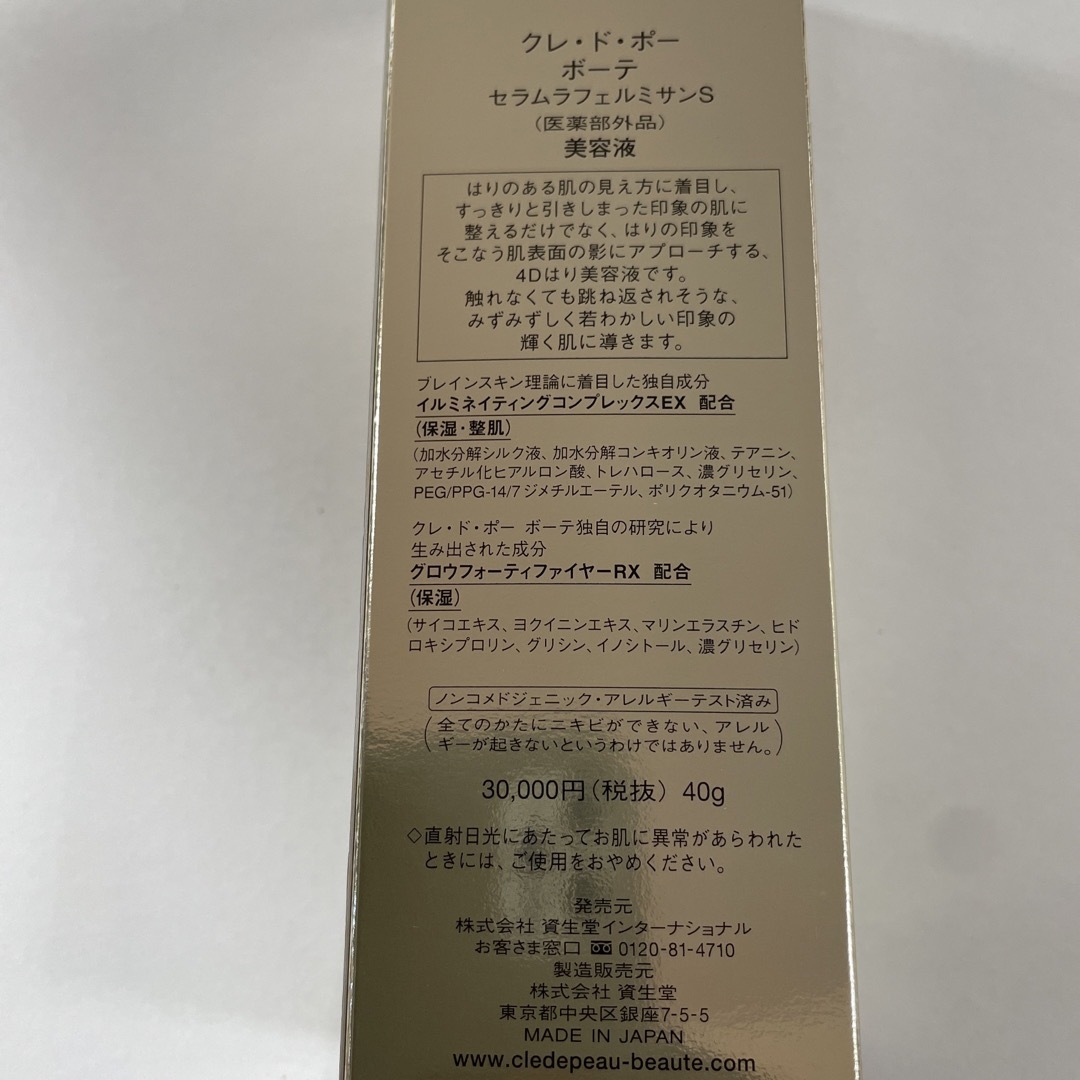 クレ・ド・ポー
ボーテ
セラムラフェルミサンS
（医薬部外品）
美容液
はりのある肌の見え方に着目し、
すっきりと引きしまった印象の肌に
整えるだけでなく、はりの印象を
そこなう肌表面の影にアプローチする、
4Dはり美容液です。
触れなくても跳ね返されそうな、
みずみずしく若わかしい印象の
輝く肌に導きます。
ブレインスキン理論に着目した独自成分
イルミネイティングコンプレックスEX 配合
（保湿・整肌）
（加水分解シルク液、加水分解コンキオリン液、テアニン、
アセチル化ヒアルロン酸、トレハロース、濃グリセリン、
PEG/PPG-14/7ジメチルエーテル、ポリクオタニウム-51）
クレ・ド・ポー ボーテ独自の研究により
生み出された成分
グロウフォーティファイヤーRX 配合
（保湿）
（サイコエキス、ヨクイニンエキス、マリンエラスチン、ヒド
ロキシプロリン、グリシン、イノシトール、濃グリセリン）
ノンコメドジェニック・アレルギーテスト済み
（全てのかたにニキビができない、アレル
ギーが起きないというわけではありません。）
30,000円（税抜） 40g
◇直射日光にあたってお肌に異常があらわれた
ときには、ご使用をおやめください。
発売元
株式会社 資生堂インターナショナル
お客さま窓口 0120-81-4710
製造販売元
株式会社 資生堂
東京都中央区銀座7-5-5
MADE IN JAPAN
www.cledepeau-beaute.com